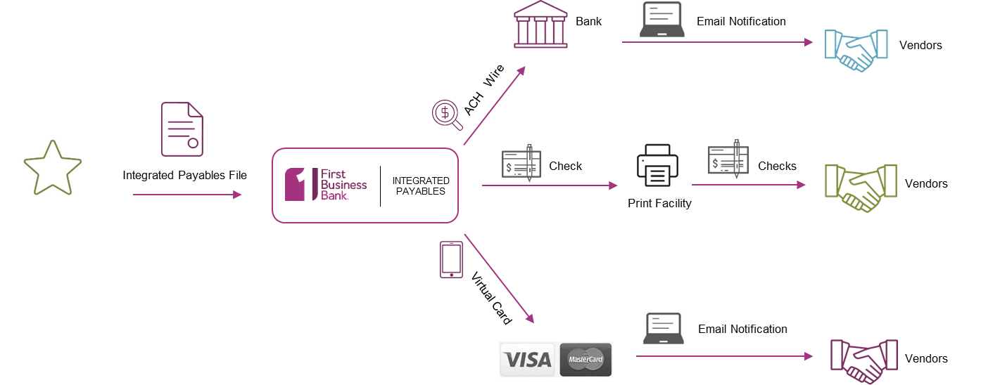 Bank
Email Notification
Vendors
ACH Wire
Integrated Payables File
First
Business
Bank.
INTEGRATED
PAYABLES
Check
Checks
Print Facility
Vendors
Virtual Card
VISA
MasterCard
Email Notification
Vendors